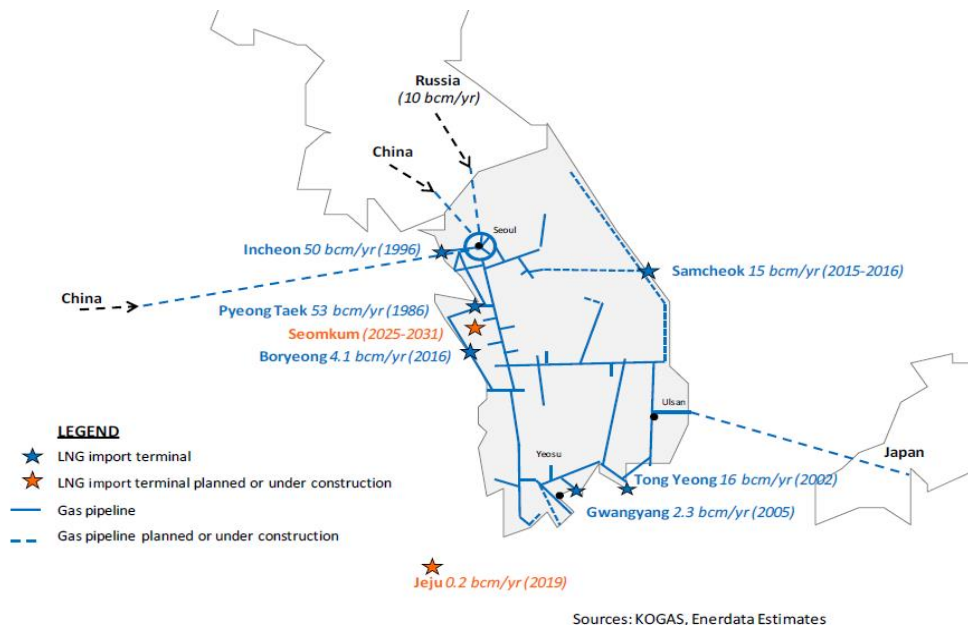 Russia
(10 bcm/yr)
China
Seoul
Incheon 50 bcm/yr (1996)
Samcheok 15 bcm/yr (2015-2016)
China
Pyeong Taek 53 bcm/yr (1986)
Seomkum (2025-2031)
Boryeong 4.1 bcm/yr (2016)
Ulsan
LEGEND
LNG import terminal
LNG import terminal planned or under construction
Gas pipeline
Gas pipeline planned or under construction
Yeosu
Japan
Tong Yeong 16 bcm/yr (2002)
Gwangyang 2.3 bcm/yr (2005)
Jeju 0.2 bcm/yr (2019)
Sources: KOGAS, Enerdata Estimates